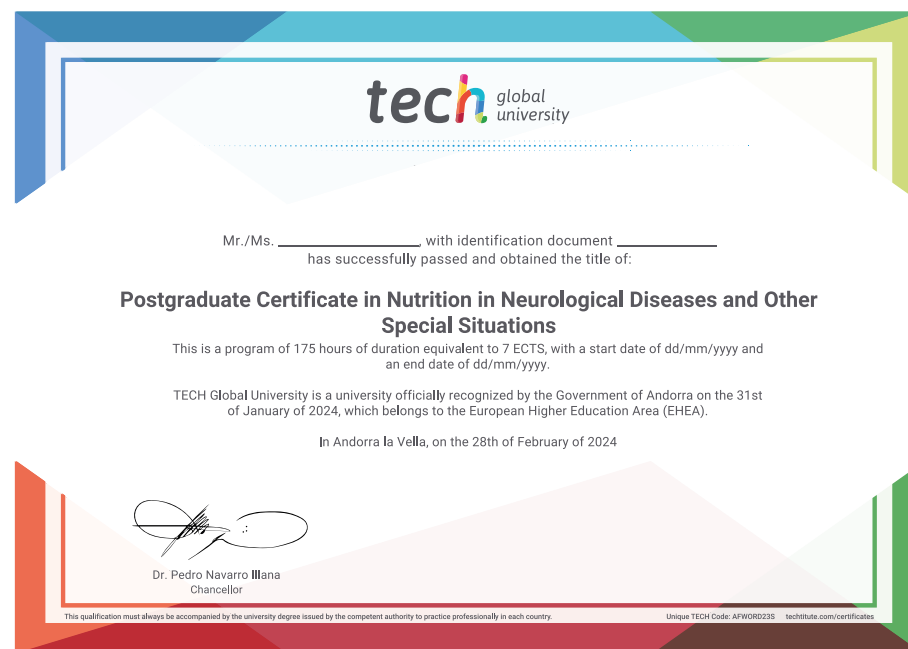 tech global
university
Mr./Ms. ____________________, with identification document ______________
has successfully passed and obtained the title of:
Postgraduate Certificate in Nutrition in Neurological Diseases and Other
Special Situations
This is a program of 175 hours of duration equivalent to 7 ECTS, with a start date of dd/mm/yyyy and
an end date of dd/mm/yyyy.
TECH Global University is a university officially recognized by the Government of Andorra on the 31st
of January of 2024, which belongs to the European Higher Education Area (EHEA).
In Andorra la Vella, on the 28th of February of 2024
Dr. Pedro Navarro Illana
Chancellor
This qualification must always be accompanied by the university degree issued by the competent authority to practice professionally in each country.
Unique TECH Code: AFWORD23S techtitute.com/certificates